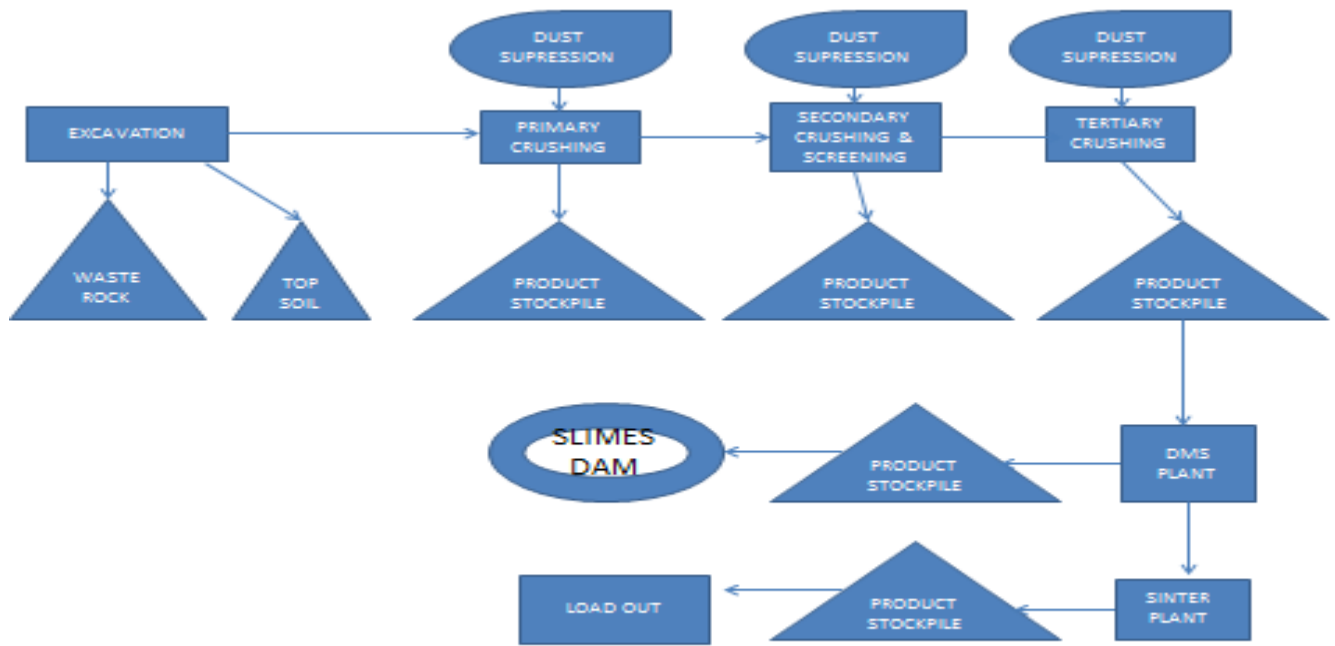 DUST
SUPRESSION
DUST
SUPRESSION
DUST
SUPRESSION
EXCAVATION
PRIMARY
CRUSHING
SECONDARY
CRUSHING &
SCREENING
TERTIARY
CRUSHING
WASTE
ROCK
TOP
SOIL
PRODUCT
STOCKPILE
PRODUCT
STOCKPILE
PRODUCT
STOCKPILE
SLIMES
DAM
PRODUCT
STOCKPILE
DMS
PLANT
LOAD OUT
PRODUCT
STOCKPILE
SINTER
PLANT